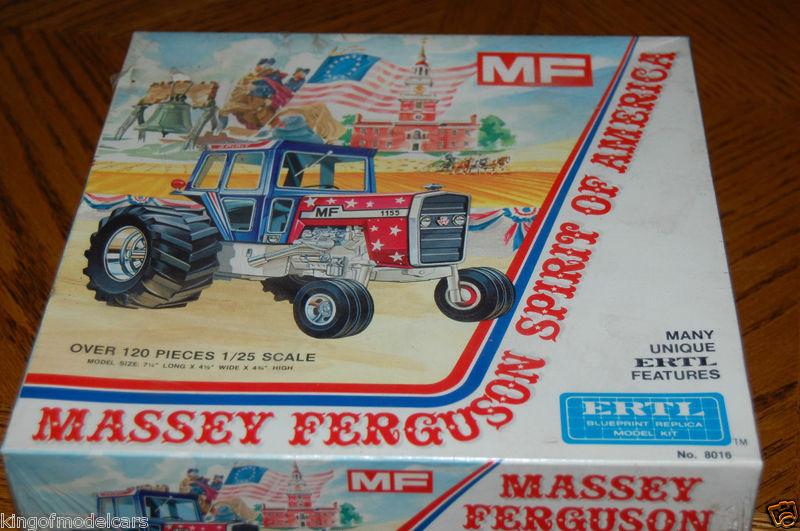 MF
SPIRIT
MF 1155
OVER 120 PIECES 1/25 SCALE
MODEL SIZE: 7½" LONG X 4½" WIDE X 4¾" HIGH
MASSEY FERGUSON SPIRIT OF AMERICA
MANY
UNIQUE
ERTL
FEATURES
ERTL
BLUEPRINT REPLICA
MODEL KIT
TM
No. 8016
MF
MASSEY
FERGUSON
kingofmodelcars
kingofmodelcars